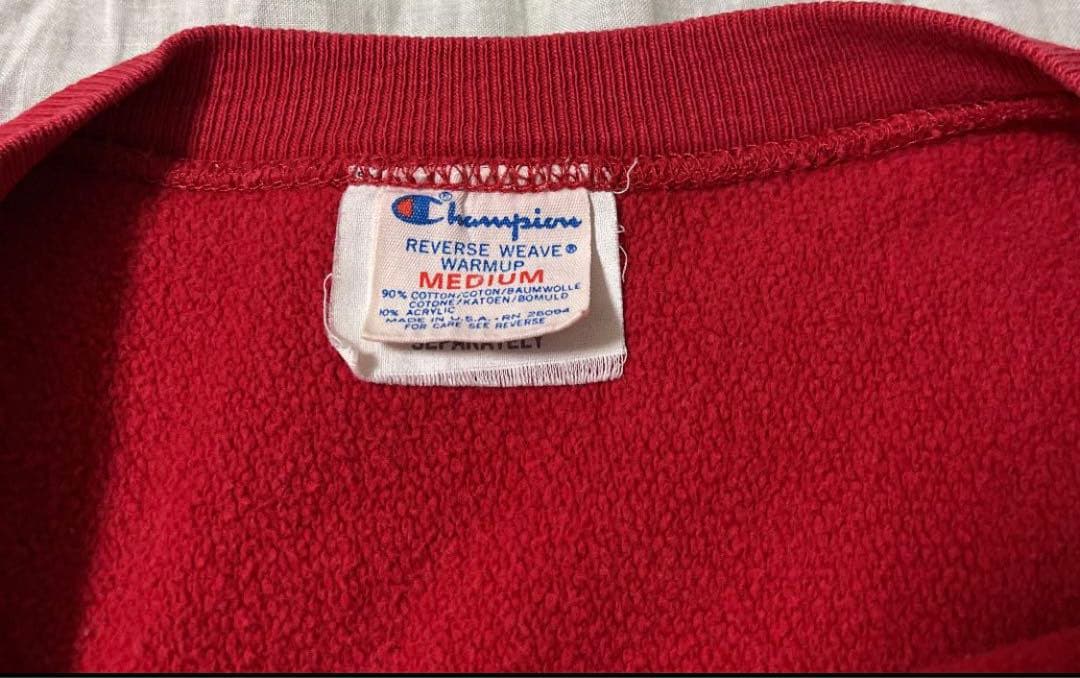 Champion®
REVERSE WEAVE®
WARMUP
MEDIUM
90% COTTON/COTON/BAUMWOLLE
COTONE/KATOEN/BOMULD
10% ACRYLIC
MADE IN U.S.A. - RN 26094
FOR CARE SEE REVERSE
SEPARATELY